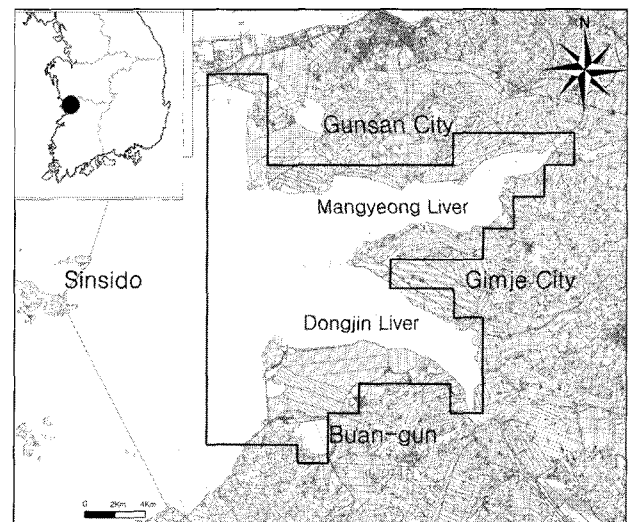 N
Gunsan City
Mangyeong Liver
Sinsido
Gimje City
Dongjin Liver
Buan-gun
0 2Km 4Km